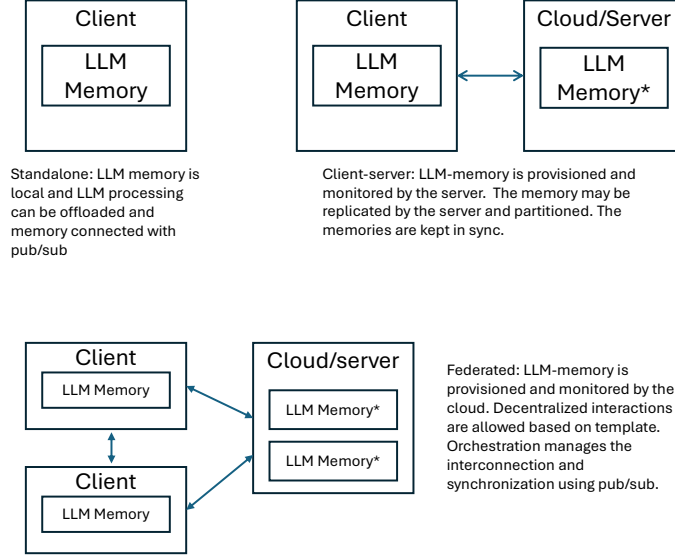 Client
LLM
Memory
Standalone: LLM memory is
local and LLM processing
can be offloaded and
memory connected with
pub/sub
Client
LLM
Memory
Cloud/Server
LLM
Memory*
Client-server: LLM-memory is provisioned and
monitored by the server. The memory may be
replicated by the server and partitioned. The
memories are kept in sync.
Client
LLM Memory
Client
LLM Memory
Cloud/server
LLM Memory*
LLM Memory*
Federated: LLM-memory is
provisioned and monitored by the
cloud. Decentralized interactions
are allowed based on template.
Orchestration manages the
interconnection and
synchronization using pub/sub.